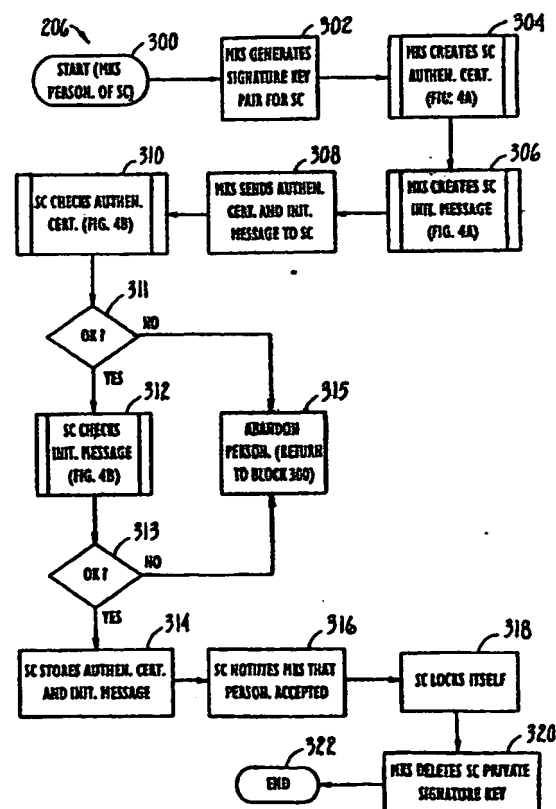 206
300
START (MKS
PERSON. OF SC)
302
MKS GENERATES
SIGNATURE KEY
PAIR FOR SC
304
MKS CREATES SC
AUTHEN. CERT.
(FIG. 4A)
306
MKS CREATES SC
INIT. MESSAGE
(FIG. 4A)
308
MKS SENDS AUTHEN.
CERT. AND INIT.
MESSAGE TO SC
310
SC CHECKS AUTHEN.
CERT. (FIG. 4B)
311
OK?
NO
YES
312
SC CHECKS
INIT. MESSAGE
(FIG. 4B)
315
ABANDON
PERSON. (RETURN
TO BLOCK 300)
313
OK?
NO
YES
314
SC STORES AUTHEN. CERT.
AND INIT. MESSAGE
316
SC NOTIFIES MKS THAT
PERSON. ACCEPTED
318
SC LOCKS ITSELF
320
MKS DELETES SC PRIVATE
SIGNATURE KEY
322
END